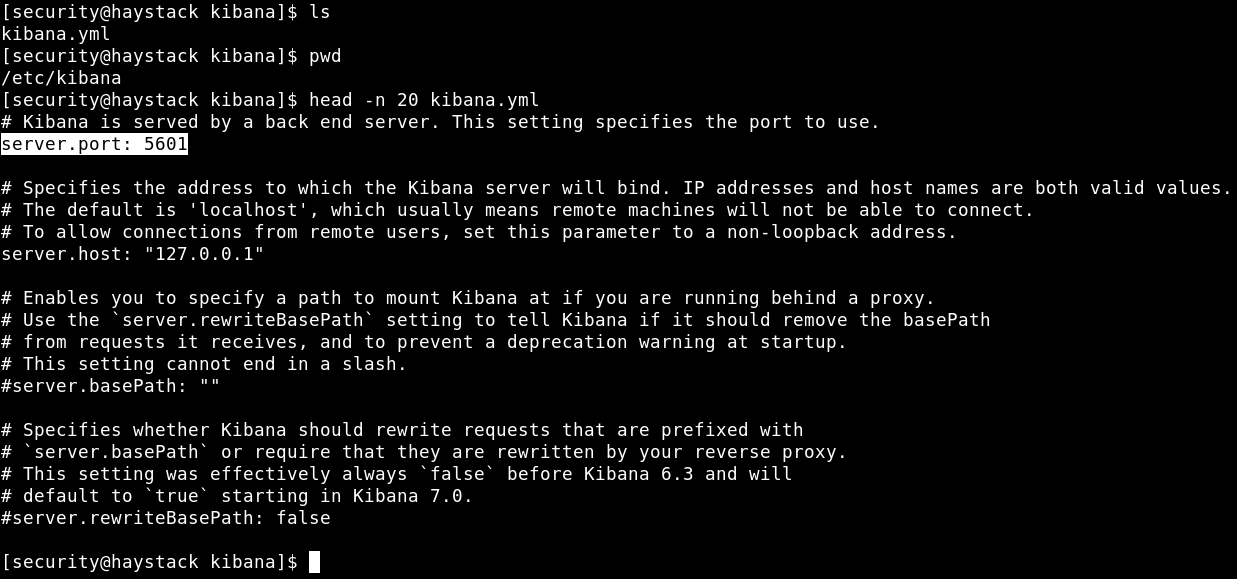 [security@haystack kibana]$ ls
kibana.yml
[security@haystack kibana]$ pwd
/etc/kibana
[security@haystack kibana]$ head -n 20 kibana.yml
# Kibana is served by a back end server. This setting specifies the port to use.
server.port: 5601

# Specifies the address to which the Kibana server will bind. IP addresses and host names are both valid values.
# The default is 'localhost', which usually means remote machines will not be able to connect.
# To allow connections from remote users, set this parameter to a non-loopback address.
server.host: "127.0.0.1"

# Enables you to specify a path to mount Kibana at if you are running behind a proxy.
# Use the `server.rewriteBasePath` setting to tell Kibana if it should remove the basePath
# from requests it receives, and to prevent a deprecation warning at startup.
# This setting cannot end in a slash.
#server.basePath: ""

# Specifies whether Kibana should rewrite requests that are prefixed with
# `server.basePath` or require that they are rewritten by your reverse proxy.
# This setting was effectively always `false` before Kibana 6.3 and will
# default to `true` starting in Kibana 7.0.
#server.rewriteBasePath: false

[security@haystack kibana]$